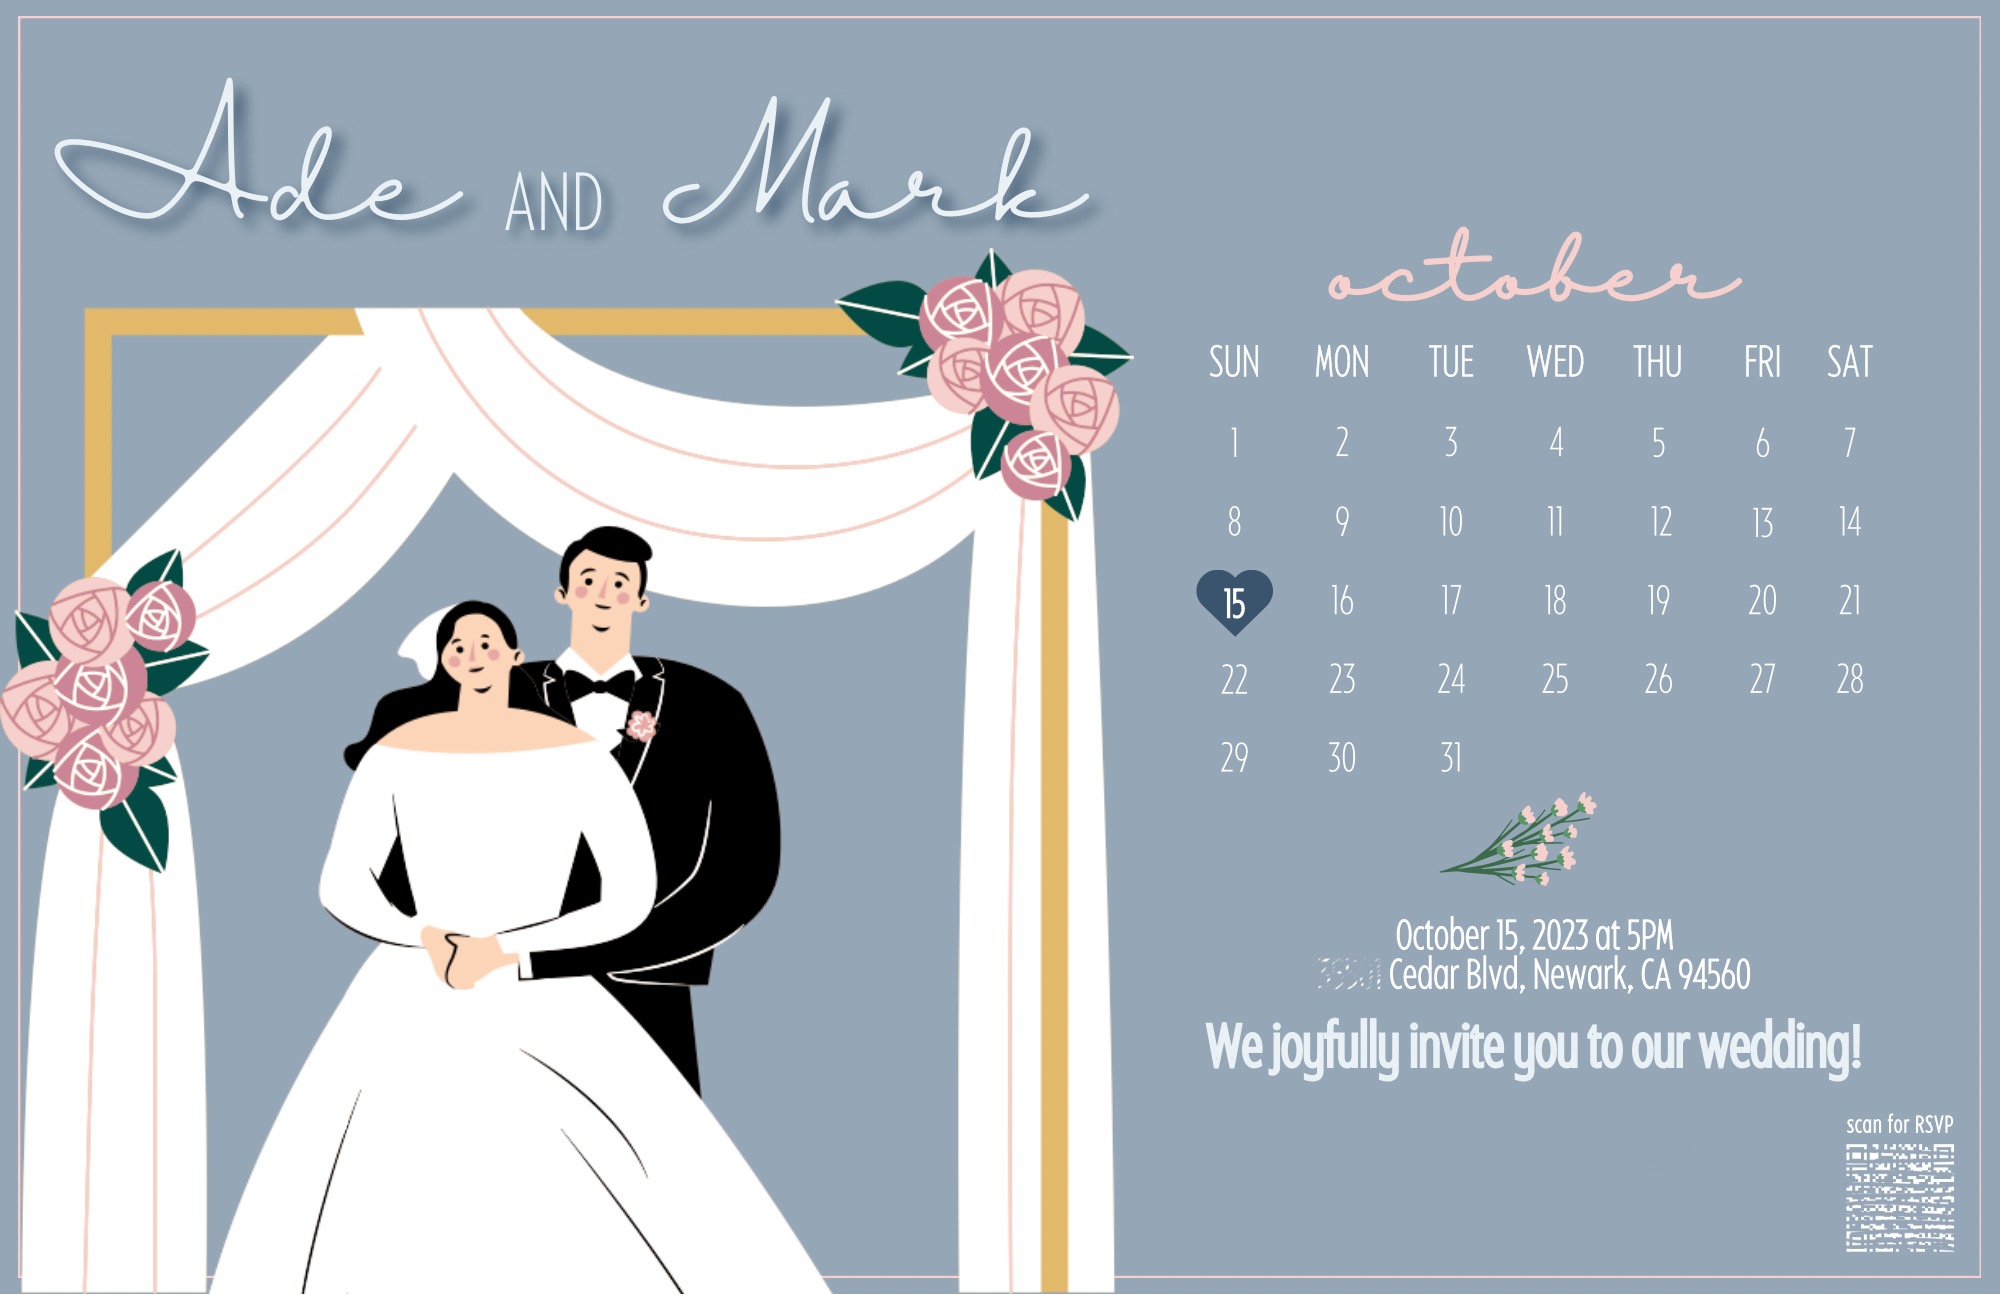 Ade AND Mark
october
SUN MON TUE WED THU FRI SAT
1 2 3 4 5 6 7
8 9 10 11 12 13 14
15 16 17 18 19 20 21
22 23 24 25 26 27 28
29 30 31
October 15, 2023 at 5PM
Cedar Blvd, Newark, CA 94560
We joyfully invite you to our wedding!
scan for RSVP